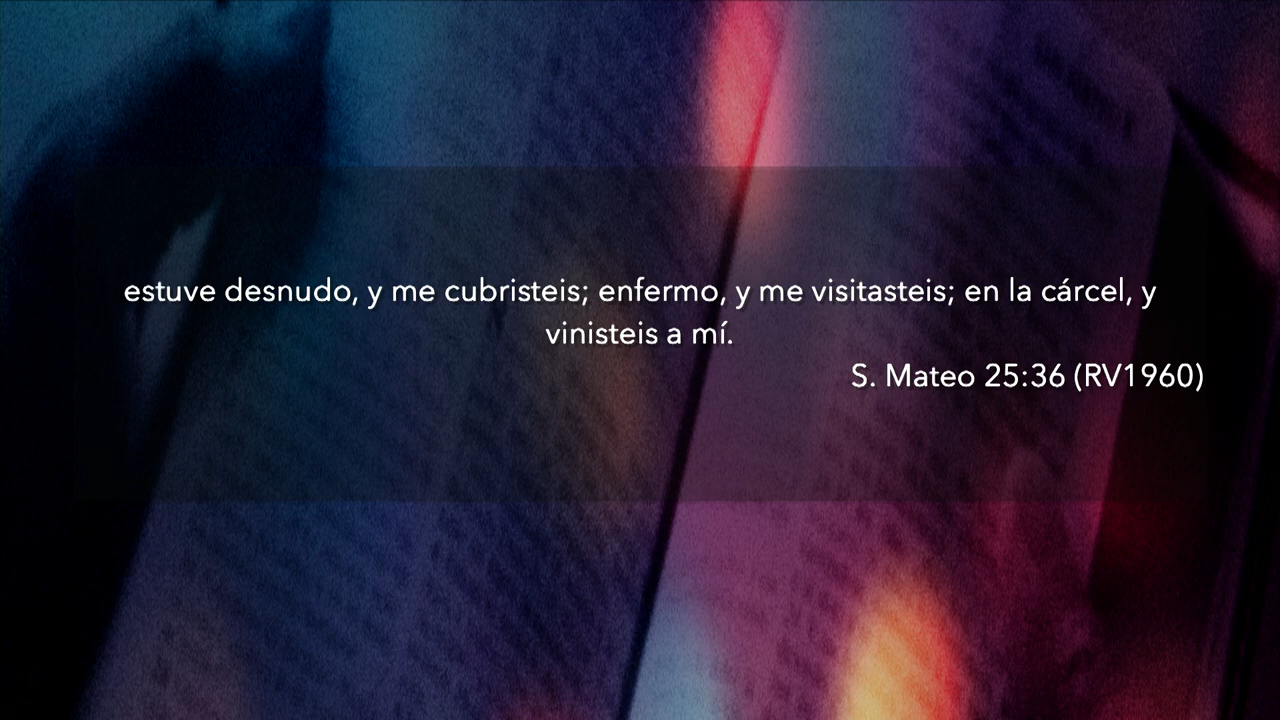 estuve desnudo, y me cubristeis; enfermo, y me visitasteis; en la cárcel, y
vinisteis a mí.
S. Mateo 25:36 (RV1960)